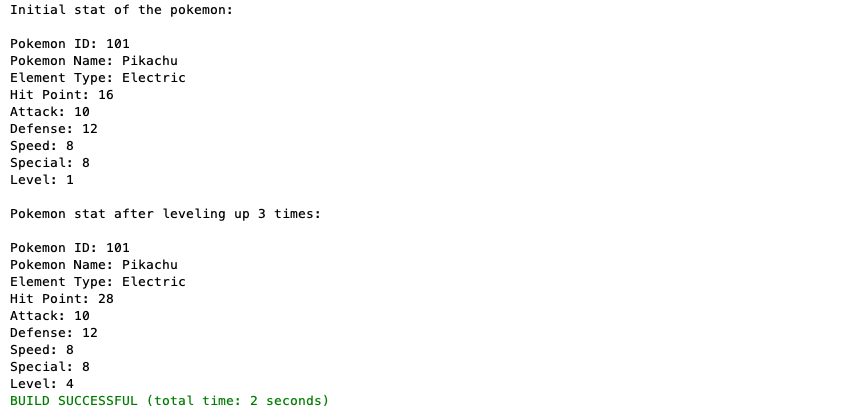 Initial stat of the pokemon:
Pokemon ID: 101
Pokemon Name: Pikachu
Element Type: Electric
Hit Point: 16
Attack: 10
Defense: 12
Speed: 8
Special: 8
Level: 1
Pokemon stat after leveling up 3 times:
Pokemon ID: 101
Pokemon Name: Pikachu
Element Type: Electric
Hit Point: 28
Attack: 10
Defense: 12
Speed: 8
Special: 8
Level: 4
BUILD SUCCESSFUL (total time: 2 seconds)